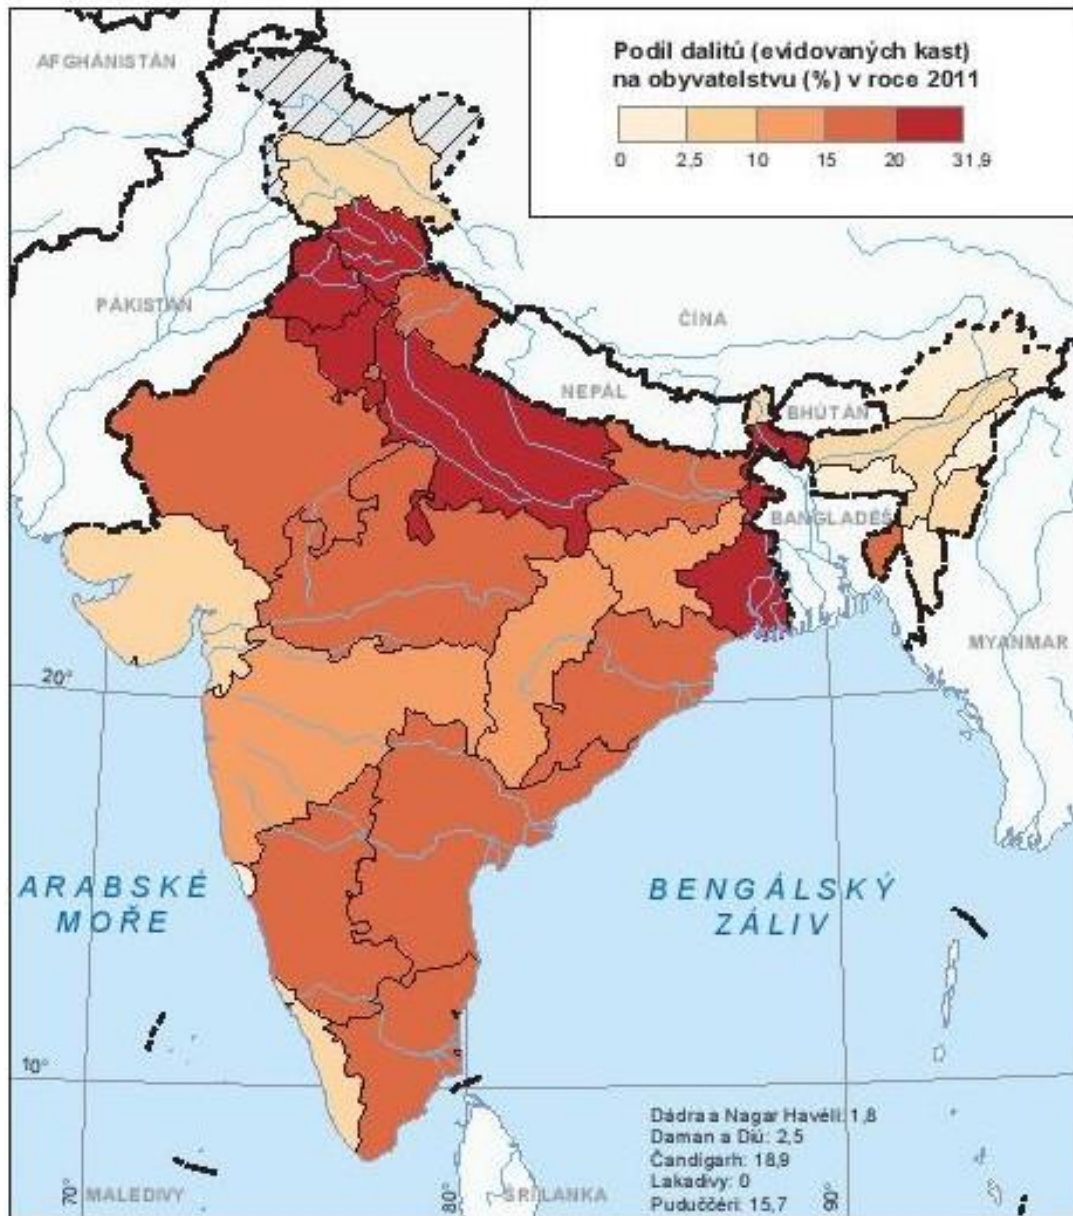 AFGHÁNISTÁN
Podíl dalitů (evidovaných kast)
na obyvatelstvu (%) v roce 2011
0 2,5 10 15 20 31,9
PÁKISTÁN
ČÍNA
NEPÁL
BHÚTÁN
BANGLADÉŠ
MYANMAR
20°
ARABSKÉ
MOŘE
BENGÁLSKÝ
ZÁLIV
10°
Dádra a Nagar Havélí: 1,8
Daman a Díú: 2,5
Čandígarh: 18,9
Lakadivy: 0
Puduččéri: 15,7
70°
MALEDIVY
80°
SRÍ LANKA
90°